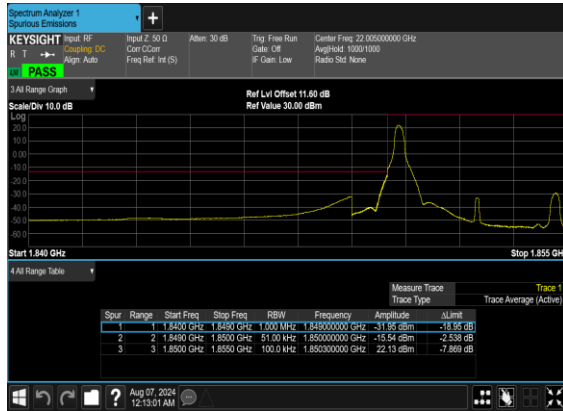 Spectrum Analyzer 1
Spurious Emissions
KEYSIGHT Input: RF Input Z: 50 Ω Atten: 30 dB Trig: Free Run Center Freq: 22.005000000 GHz
R T Coupling: DC Corr CCorr Gate: Off Avg|Hold: 1000/1000
Align: Auto Freq Ref: Int (S) IF Gain: Low Radio Std: None
PASS
3 All Range Graph Ref Lvl Offset 11.60 dB
Scale/Div 10.0 dB Ref Value 30.00 dBm
Log
20.0
10.0
0.00
-10.0
-20.0
-30.0
-40.0
-50.0
-60.0
Start 1.840 GHz Stop 1.855 GH
4 All Range Table
Measure Trace Trace 1
Trace Type Trace Average (Active)
Spur Range Start Freq Stop Freq RBW Frequency Amplitude ΔLimit
1 1 1.8400 GHz 1.8490 GHz 1.000 MHz 1.849000000 GHz -31.95 dBm -18.95 dB
2 2 1.8490 GHz 1.8500 GHz 51.00 kHz 1.850000000 GHz -15.54 dBm -2.538 dB
3 3 1.8500 GHz 1.8550 GHz 100.0 kHz 1.850300000 GHz 22.13 dBm -7.869 dB
Aug 07, 2024
12:13:01 AM